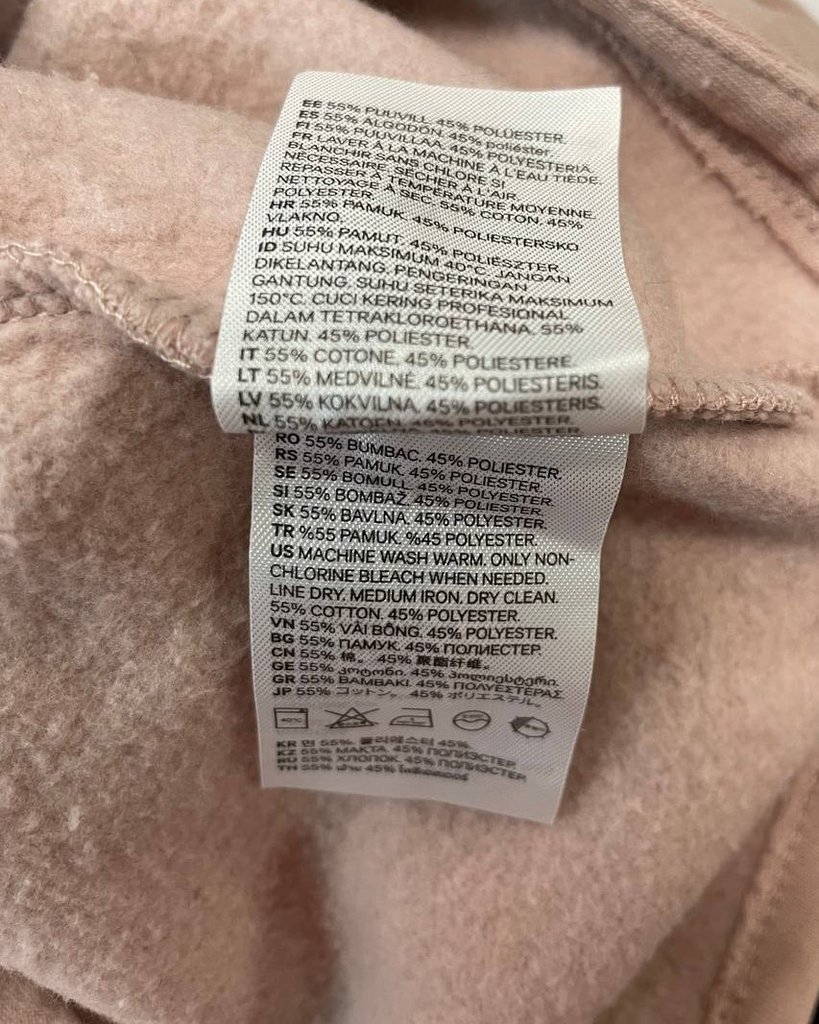 EE 55% PUUVILL. 45% POLÜESTER.
ES 55% ALGODÓN. 45% poliéster.
FI 55% PUUVILLAA. 45% POLYESTERIÄ.
FR LAVER À LA MACHINE À L'EAU TIÈDE.
BLANCHIR SANS CHLORE SI
NÉCESSAIRE. SÉCHER À L'AIR.
REPASSER À TEMPÉRATURE MOYENNE.
NETTOYAGE À SEC. 55% COTON. 45%
POLYESTER.
HR 55% PAMUK. 45% POLIESTERSKO
VLAKNO.
HU 55% PAMUT. 45% POLIÉSZTER.
ID SUHU MAKSIMUM 40°C. JANGAN
DIKELANTANG. PENGERINGAN
GANTUNG. SUHU SETERIKA MAKSIMUM
150°C. CUCI KERING PROFESIONAL
DALAM TETRAKLOROETHANA. 55%
KATUN. 45% POLIESTER.
IT 55% COTONE. 45% POLIESTERE.
LT 55% MEDVILNĖ. 45% POLIESTERIS.
LV 55% KOKVILNA. 45% POLIESTERIS.
NL 55% KATOEN. 45% POLYESTER.
RO 55% BUMBAC. 45% POLIESTER.
RS 55% PAMUK. 45% POLIESTER.
SE 55% BOMULL. 45% POLYESTER.
SI 55% BOMBAŽ. 45% POLIESTER.
SK 55% BAVLNA. 45% POLYESTER.
TR %55 PAMUK. %45 POLYESTER.
US MACHINE WASH WARM. ONLY NON-
CHLORINE BLEACH WHEN NEEDED.
LINE DRY. MEDIUM IRON. DRY CLEAN.
55% COTTON. 45% POLYESTER.
VN 55% VẢI BÔNG. 45% POLYESTER.
BG 55% ПАМУК. 45% ПОЛИЕСТЕР.
CN 55% 棉。 45% 聚酯纤维。
GE 55% კოტონი. 45% პოლიესტერი.
GR 55% ΒΑΜΒΑΚΙ. 45% ΠΟΛΥΕΣΤΕΡΑΣ.
JP 55% コットン。 45% ポリエステル。
40°C
KR 면 55%. 폴리에스터 45%.
KZ 55% МАҚТА. 45% ПОЛИЭСТЕР.
RU 55% ХЛОПОК. 45% ПОЛИЭСТЕР.
TH 55% ฝ้าย 45% โพลีเอสเตอร์